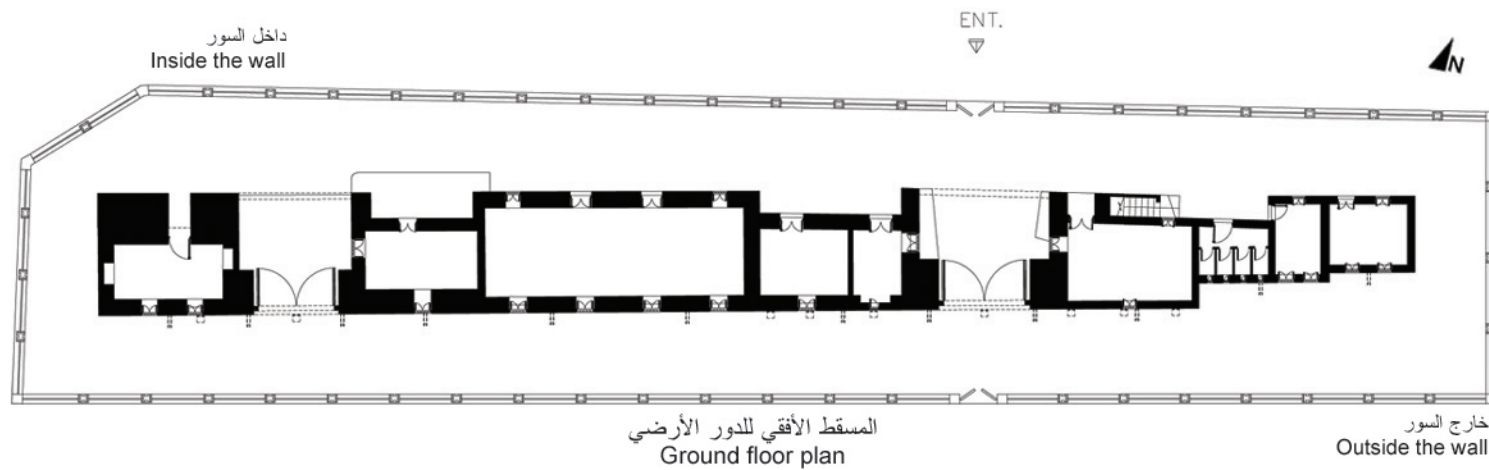 داخل السور
Inside the wall
ENT.
N
المسقط الأفقي للدور الأرضي
Ground floor plan
خارج السور
Outside the wall